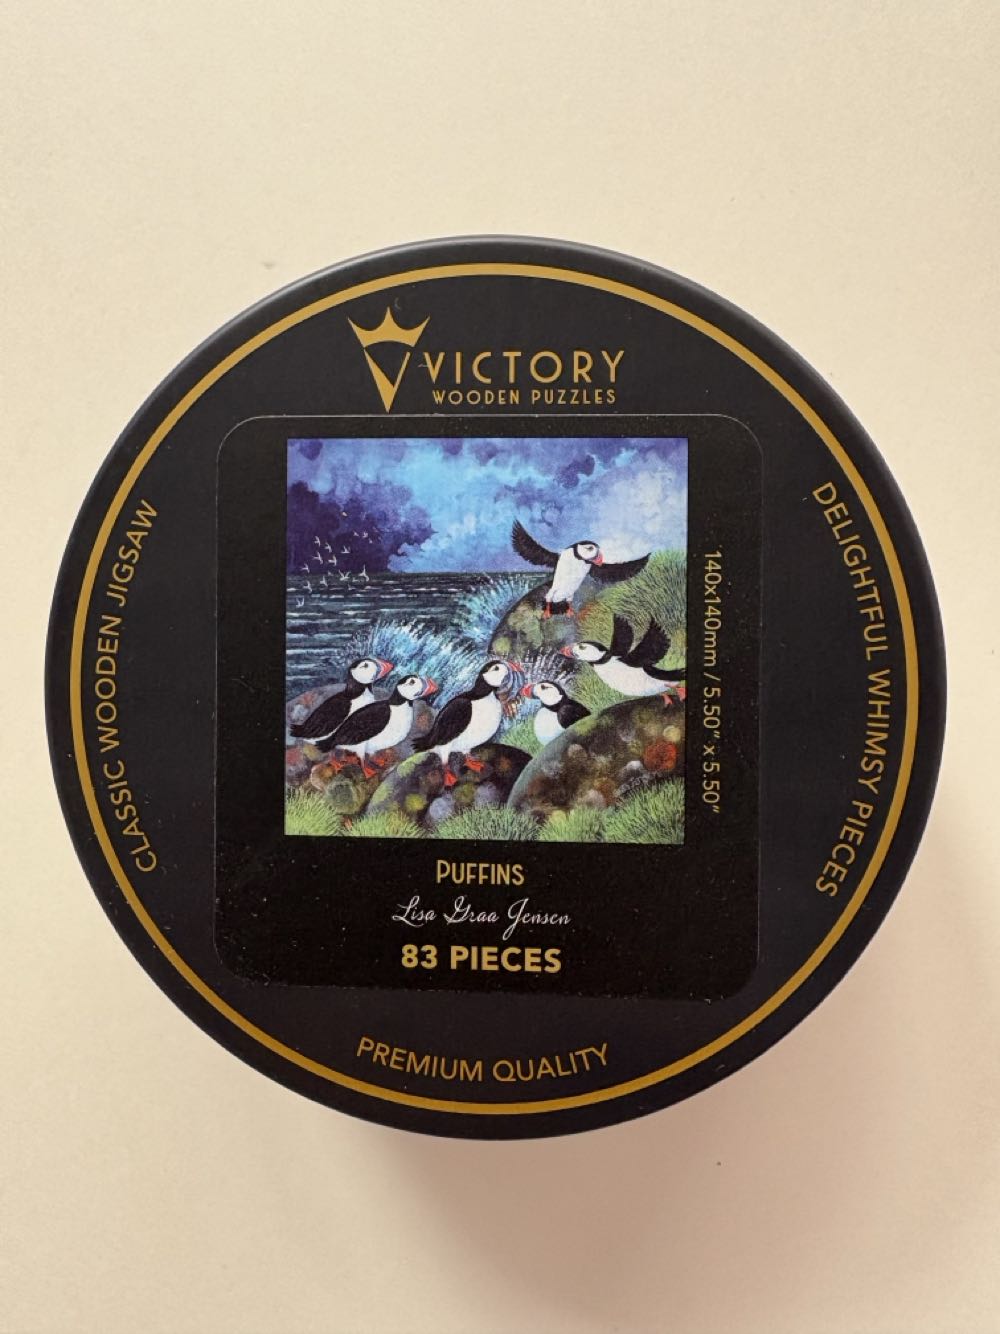 VICTORY
WOODEN PUZZLES
CLASSIC WOODEN JIGSAW
DELIGHTFUL WHIMSY PIECES
140x140mm / 5.50" x 5.50"
PUFFINS
Lisa Graa Jensen
83 PIECES
PREMIUM QUALITY